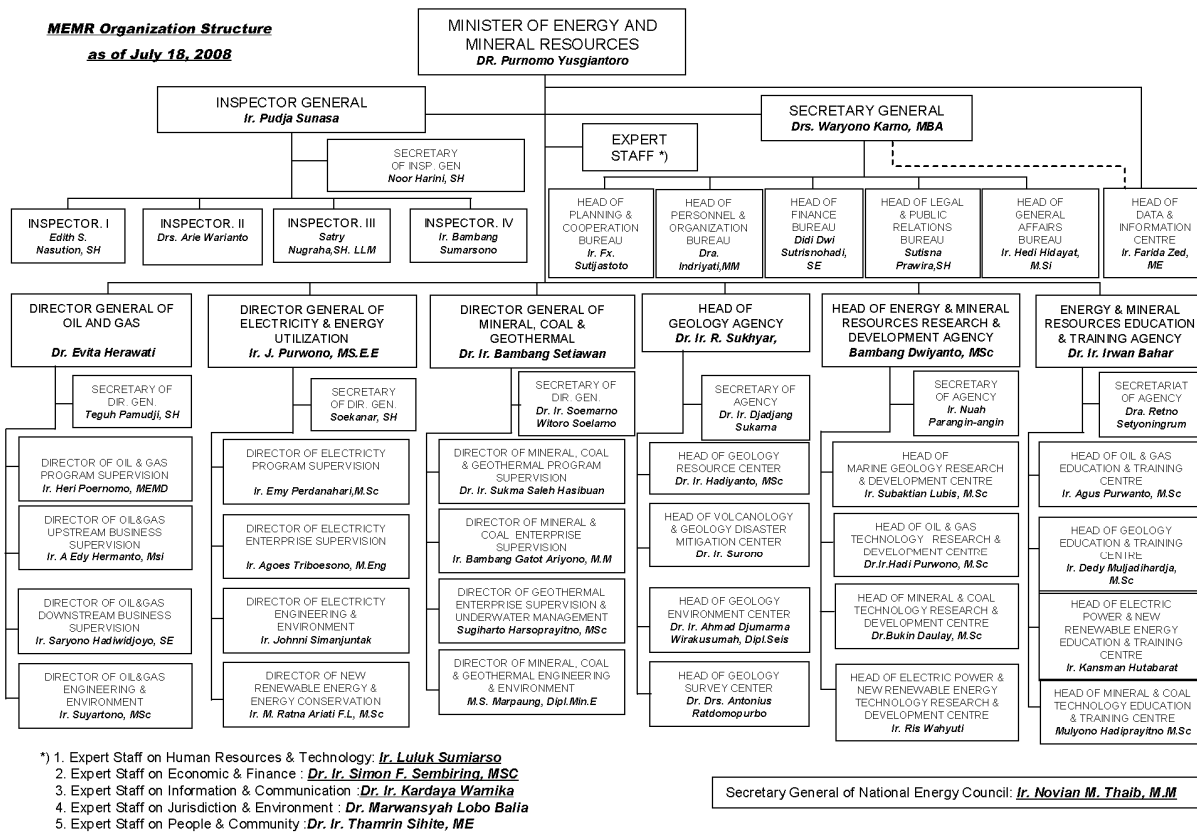 MEMR Organization Structure
as of July 18, 2008
MINISTER OF ENERGY AND
MINERAL RESOURCES
DR. Purnomo Yusgiantoro
INSPECTOR GENERAL
Ir. Pudja Sunasa
SECRETARY GENERAL
Drs. Waryono Karno, MBA
EXPERT
STAFF *)
SECRETARY
OF INSP. GEN
Noor Harini, SH
INSPECTOR. I
Edith S.
Nasution, SH
INSPECTOR. II
Drs. Arie Warianto
INSPECTOR. III
Satry
Nugraha,SH. LLM
INSPECTOR. IV
Ir. Bambang
Sumarsono
HEAD OF
PLANNING &
COOPERATION
BUREAU
Ir. Fx.
Sutijastoto
HEAD OF
PERSONNEL &
ORGANIZATION
BUREAU
Dra.
Indriyati,MM
HEAD OF
FINANCE
BUREAU
Didi Dwi
Sutrisnohadi,
SE
HEAD OF LEGAL
& PUBLIC
RELATIONS
BUREAU
Sutisna
Prawira,SH
HEAD OF
GENERAL
AFFAIRS
BUREAU
Ir. Hedi Hidayat,
M.Si
HEAD OF
DATA &
INFORMATION
CENTRE
Ir. Farida Zed,
ME
DIRECTOR GENERAL OF
OIL AND GAS
Dr. Evita Herawati
DIRECTOR GENERAL OF
ELECTRICITY & ENERGY
UTILIZATION
Ir. J. Purwono, MS.E.E
DIRECTOR GENERAL OF
MINERAL, COAL &
GEOTHERMAL
Dr. Ir. Bambang Setiawan
HEAD OF
GEOLOGY AGENCY
Dr. Ir. R. Sukhyar,
HEAD OF ENERGY & MINERAL
RESOURCES RESEARCH &
DEVELOPMENT AGENCY
Bambang Dwiyanto, MSc
ENERGY & MINERAL
RESOURCES EDUCATION
& TRAINING AGENCY
Dr. Ir. Irwan Bahar
SECRETARY OF
DIR. GEN.
Teguh Pamudji, SH
SECRETARY
OF DIR. GEN.
Soekanar, SH
SECRETARY OF
DIR. GEN.
Dr. Ir. Soemarno
Witoro Soelarno
SECRETARY OF
AGENCY
Dr. Ir. Djadjang
Sukarna
SECRETARY
OF AGENCY
Ir. Nuah
Parangin-angin
SECRETARIAT
OF AGENCY
Dra. Retno
Setyoningrum
DIRECTOR OF OIL & GAS
PROGRAM SUPERVISION
Ir. Heri Poernomo, MEMD
DIRECTOR OF ELECTRICITY
PROGRAM SUPERVISION
Ir. Emy Perdanahari,M.Sc
DIRECTOR OF MINERAL, COAL
& GEOTHERMAL PROGRAM
SUPERVISION
Dr. Ir. Sukma Saleh Hasibuan
HEAD OF GEOLOGY
RESOURCE CENTER
Dr. Ir. Hadiyanto, MSc
HEAD OF
MARINE GEOLOGY RESEARCH
& DEVELOPMENT CENTRE
Ir. Subaktian Lubis, M.Sc
HEAD OF OIL & GAS
EDUCATION & TRAINING
CENTRE
Ir. Agus Purwanto, M.Sc
DIRECTOR OF OIL&GAS
UPSTREAM BUSINESS
SUPERVISION
Ir. A Edy Hermanto, Msi
DIRECTOR OF ELECTRICITY
ENTERPRISE SUPERVISION
Ir. Agoes Triboesono, M.Eng
DIRECTOR OF MINERAL &
COAL ENTERPRISE
SUPERVISION
Ir. Bambang Gatot Ariyono, M.M
HEAD OF VOLCANOLOGY
& GEOLOGY DISASTER
MITIGATION CENTER
Dr. Ir. Surono
HEAD OF OIL & GAS
TECHNOLOGY RESEARCH &
DEVELOPMENT CENTRE
Dr.Ir.Hadi Purwono, M.Sc
HEAD OF GEOLOGY
EDUCATION & TRAINING
CENTRE
Ir. Dedy Muljadihardja,
M.Sc
DIRECTOR OF OIL&GAS
DOWNSTREAM BUSINESS
SUPERVISION
Ir. Saryono Hadiwidjoyo, SE
DIRECTOR OF ELECTRICTY
ENGINEERING &
ENVIRONMENT
Ir. Johnni Simanjuntak
DIRECTOR OF GEOTHERMAL
ENTERPRISE SUPERVISION &
UNDERWATER MANAGEMENT
Sugiharto Harsoprayitno, MSc
HEAD OF GEOLOGY
ENVIRONMENT CENTER
Dr. Ir. Ahmad Djumarma
Wirakusumah, Dipl.Seis
HEAD OF MINERAL & COAL
TECHNOLOGY RESEARCH &
DEVELOPMENT CENTRE
Dr.Bukin Daulay, M.Sc
HEAD OF ELECTRIC
POWER & NEW
RENEWABLE ENERGY
EDUCATION & TRAINING
CENTRE
Ir. Kansman Hutabarat
DIRECTOR OF OIL&GAS
ENGINEERING &
ENVIRONMENT
Ir. Suyartono, MSc
DIRECTOR OF NEW
RENEWABLE ENERGY &
ENERGY CONSERVATION
Ir. M. Ratna Ariati F.L, M.Sc
DIRECTOR OF MINERAL, COAL
& GEOTHERMAL ENGINEERING
& ENVIRONMENT
M.S. Marpaung, Dipl.Min.E
HEAD OF GEOLOGY
SURVEY CENTER
Dr. Drs. Antonius
Ratdomopurbo
HEAD OF ELECTRIC POWER &
NEW RENEWABLE ENERGY
TECHNOLOGY RESEARCH &
DEVELOPMENT CENTRE
Ir. Ris Wahyuti
HEAD OF MINERAL & COAL
TECHNOLOGY EDUCATION
& TRAINING CENTRE
Mulyono Hadiprayitno M.Sc
*) 1. Expert Staff on Human Resources & Technology: Ir. Luluk Sumiarso
2. Expert Staff on Economic & Finance : Dr. Ir. Simon F. Sembiring, MSC
3. Expert Staff on Information & Communication :Dr. Ir. Kardaya Warnika
4. Expert Staff on Jurisdiction & Environment : Dr. Marwansyah Lobo Balia
5. Expert Staff on People & Community :Dr. Ir. Thamrin Sihite, ME
Secretary General of National Energy Council: Ir. Novian M. Thaib, M.M